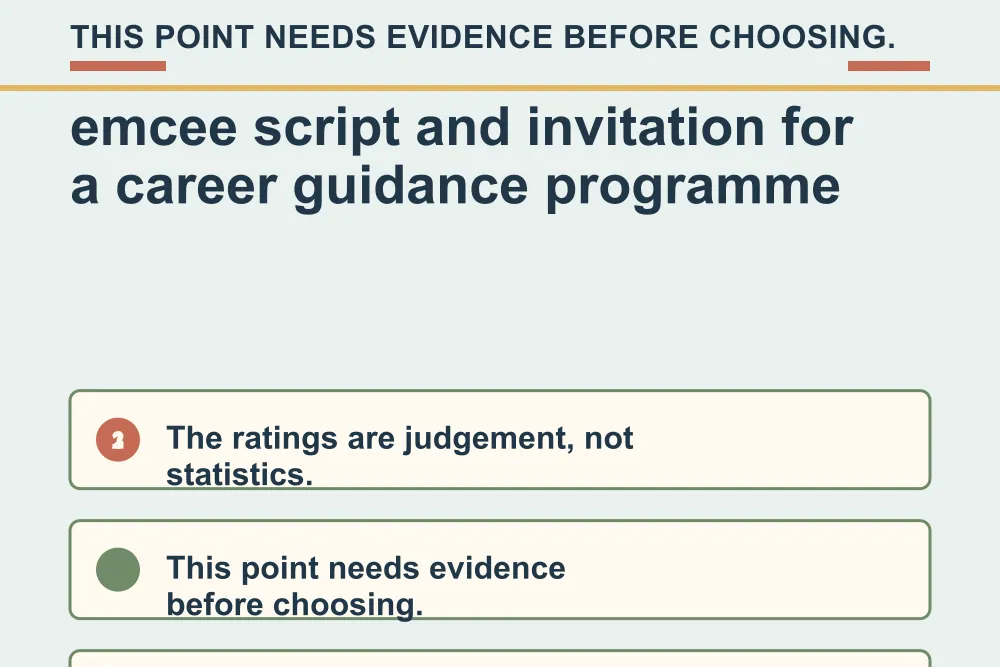 THIS POINT NEEDS EVIDENCE BEFORE CHOOSING.
emcee script and invitation for
a career guidance programme
The ratings are judgement, not
statistics.
This point needs evidence
before choosing.